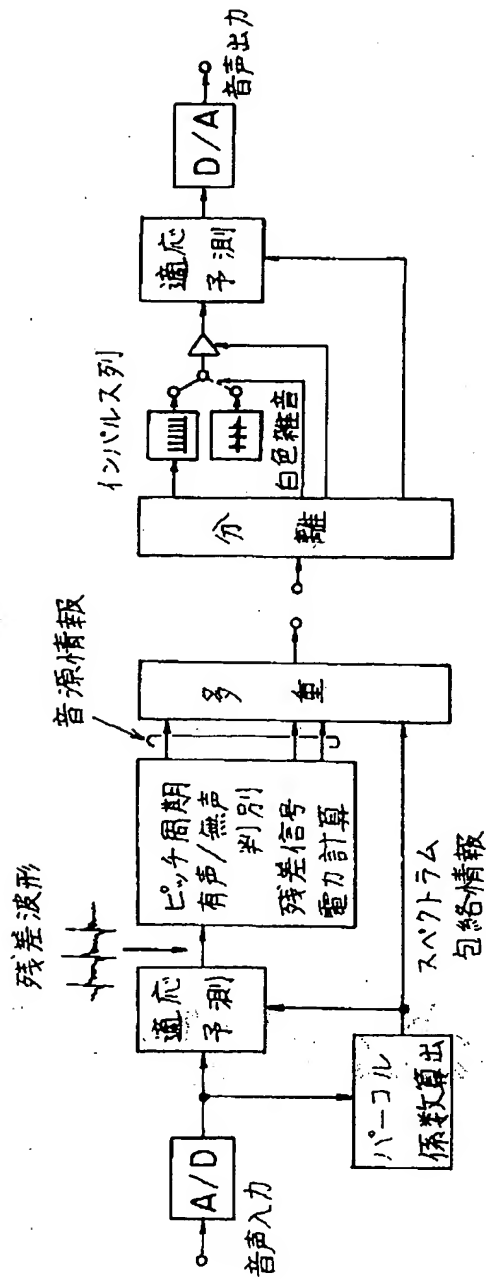 音声入力
A/D
適応
予測
パーコル
係数算出
残差波形
ピッチ周期
有声/無声
判別
残差信号
電力計算
音源情報
スペクトラム
包絡情報
多重
分離
インパルス列
白色雑音
適応
予測
D/A
音声出力